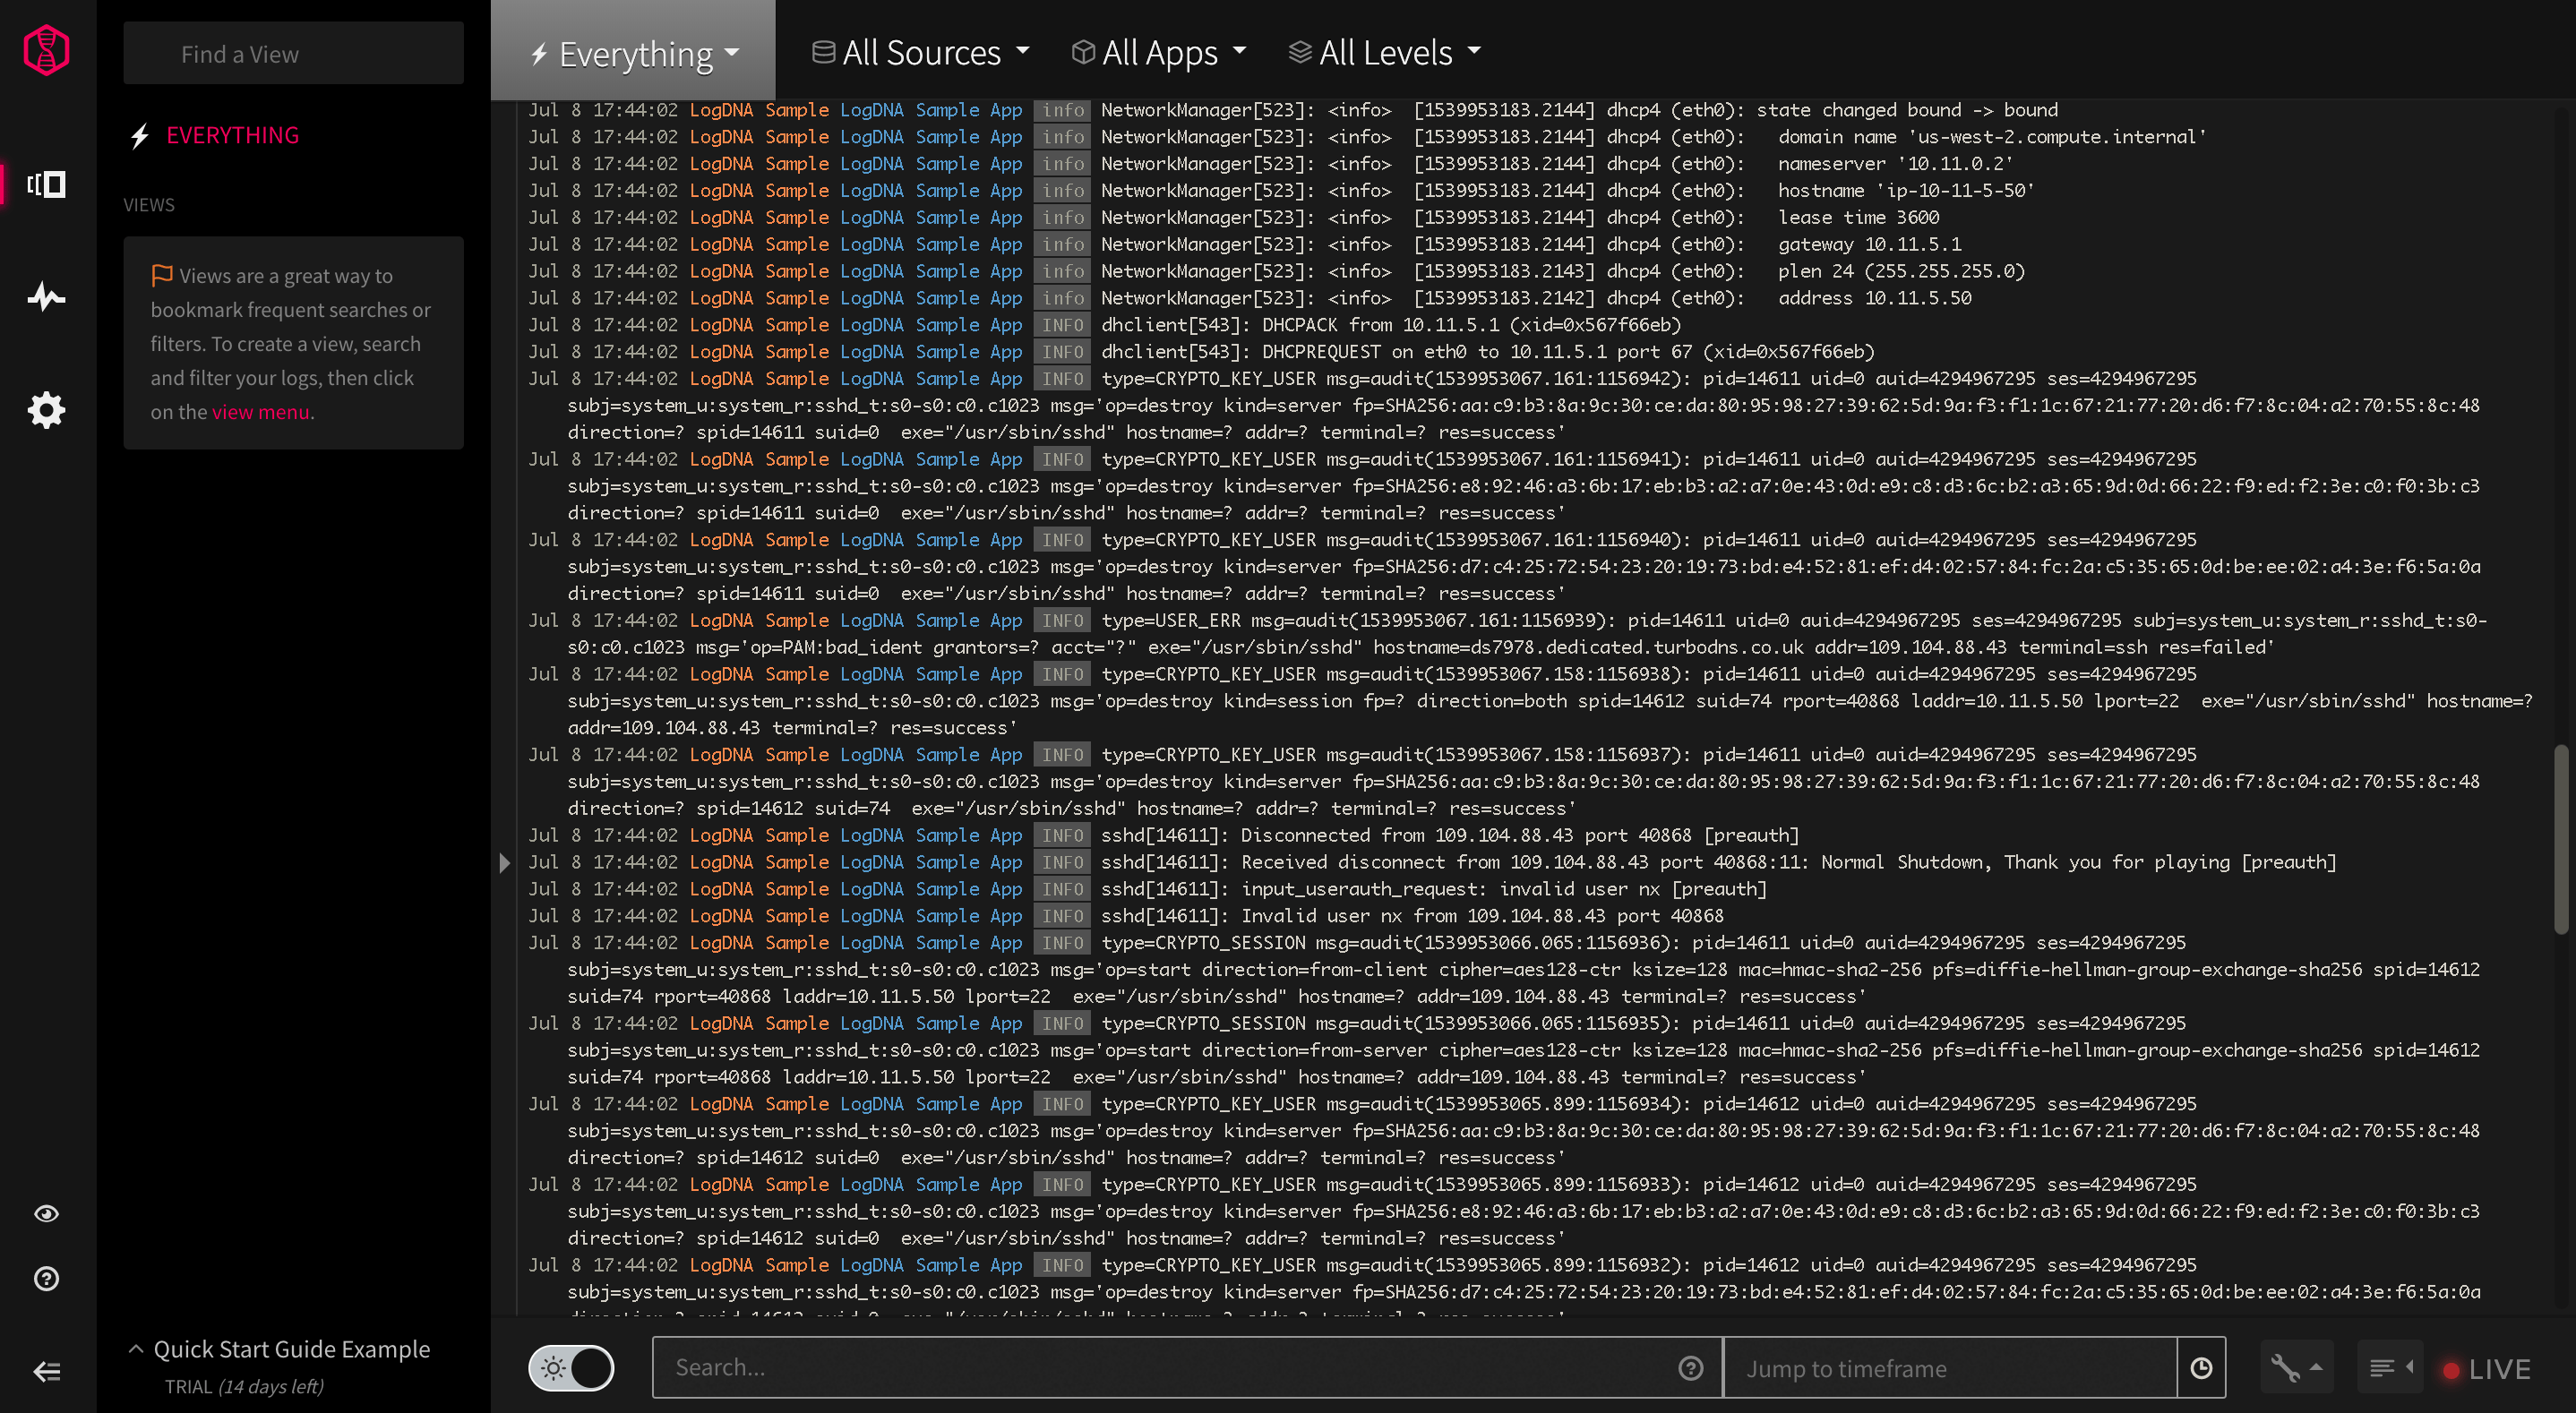 Find a View
EVERYTHING
VIEWS
Views are a great way to
bookmark frequent searches or
filters. To create a view, search
and filter your logs, then click
on the view menu.
Quick Start Guide Example
TRIAL (14 days left)
Everything
All Sources
All Apps
All Levels
Jul 8 17:44:02 LogDNA Sample LogDNA Sample App info NetworkManager[523]: <info> [1539953183.2144] dhcp4 (eth0): state changed bound -> bound
Jul 8 17:44:02 LogDNA Sample LogDNA Sample App info NetworkManager[523]: <info> [1539953183.2144] dhcp4 (eth0): domain name 'us-west-2.compute.internal'
Jul 8 17:44:02 LogDNA Sample LogDNA Sample App info NetworkManager[523]: <info> [1539953183.2144] dhcp4 (eth0): nameserver '10.11.0.2'
Jul 8 17:44:02 LogDNA Sample LogDNA Sample App info NetworkManager[523]: <info> [1539953183.2144] dhcp4 (eth0): hostname 'ip-10-11-5-50'
Jul 8 17:44:02 LogDNA Sample LogDNA Sample App info NetworkManager[523]: <info> [1539953183.2144] dhcp4 (eth0): lease time 3600
Jul 8 17:44:02 LogDNA Sample LogDNA Sample App info NetworkManager[523]: <info> [1539953183.2144] dhcp4 (eth0): gateway 10.11.5.1
Jul 8 17:44:02 LogDNA Sample LogDNA Sample App info NetworkManager[523]: <info> [1539953183.2143] dhcp4 (eth0): plen 24 (255.255.255.0)
Jul 8 17:44:02 LogDNA Sample LogDNA Sample App info NetworkManager[523]: <info> [1539953183.2142] dhcp4 (eth0): address 10.11.5.50
Jul 8 17:44:02 LogDNA Sample LogDNA Sample App INFO dhclient[543]: DHCPACK from 10.11.5.1 (xid=0x567f66eb)
Jul 8 17:44:02 LogDNA Sample LogDNA Sample App INFO dhclient[543]: DHCPREQUEST on eth0 to 10.11.5.1 port 67 (xid=0x567f66eb)
Jul 8 17:44:02 LogDNA Sample LogDNA Sample App INFO type=CRYPTO_KEY_USER msg=audit(1539953067.161:1156942): pid=14611 uid=0 auid=4294967295 ses=4294967295
subj=system_u:system_r:sshd_t:s0-s0:c0.c1023 msg='op=destroy kind=server fp=SHA256:aa:c9:b3:8a:9c:30:ce:da:80:95:98:27:39:62:5d:9a:f3:f1:1c:67:21:77:20:d6:f7:8c:04:a2:70:55:8c:48
direction=? spid=14611 suid=0 exe="/usr/sbin/sshd" hostname=? addr=? terminal=? res=success'
Jul 8 17:44:02 LogDNA Sample LogDNA Sample App INFO type=CRYPTO_KEY_USER msg=audit(1539953067.161:1156941): pid=14611 uid=0 auid=4294967295 ses=4294967295
subj=system_u:system_r:sshd_t:s0-s0:c0.c1023 msg='op=destroy kind=server fp=SHA256:e8:92:46:a3:6b:17:eb:b3:a2:a7:0e:43:0d:e9:c8:d3:6c:b2:a3:65:9d:0d:66:22:f9:ed:f2:3e:c0:f0:3b:c3
direction=? spid=14611 suid=0 exe="/usr/sbin/sshd" hostname=? addr=? terminal=? res=success'
Jul 8 17:44:02 LogDNA Sample LogDNA Sample App INFO type=CRYPTO_KEY_USER msg=audit(1539953067.161:1156940): pid=14611 uid=0 auid=4294967295 ses=4294967295
subj=system_u:system_r:sshd_t:s0-s0:c0.c1023 msg='op=destroy kind=server fp=SHA256:d7:c4:25:72:54:23:20:19:73:bd:e4:52:81:ef:d4:02:57:84:fc:2a:c5:35:65:0d:be:ee:02:a4:3e:f6:5a:0a
direction=? spid=14611 suid=0 exe="/usr/sbin/sshd" hostname=? addr=? terminal=? res=success'
Jul 8 17:44:02 LogDNA Sample LogDNA Sample App INFO type=USER_ERR msg=audit(1539953067.161:1156939): pid=14611 uid=0 auid=4294967295 ses=4294967295 subj=system_u:system_r:sshd_t:s0-
s0:c0.c1023 msg='op=PAM:bad_ident grantors=? acct="?" exe="/usr/sbin/sshd" hostname=ds7978.dedicated.turbodns.co.uk addr=109.104.88.43 terminal=ssh res=failed'
Jul 8 17:44:02 LogDNA Sample LogDNA Sample App INFO type=CRYPTO_KEY_USER msg=audit(1539953067.158:1156938): pid=14611 uid=0 auid=4294967295 ses=4294967295
subj=system_u:system_r:sshd_t:s0-s0:c0.c1023 msg='op=destroy kind=session fp=? direction=both spid=14612 suid=74 rport=40868 laddr=10.11.5.50 lport=22 exe="/usr/sbin/sshd" hostname=?
addr=109.104.88.43 terminal=? res=success'
Jul 8 17:44:02 LogDNA Sample LogDNA Sample App INFO type=CRYPTO_KEY_USER msg=audit(1539953067.158:1156937): pid=14611 uid=0 auid=4294967295 ses=4294967295
subj=system_u:system_r:sshd_t:s0-s0:c0.c1023 msg='op=destroy kind=server fp=SHA256:aa:c9:b3:8a:9c:30:ce:da:80:95:98:27:39:62:5d:9a:f3:f1:1c:67:21:77:20:d6:f7:8c:04:a2:70:55:8c:48
direction=? spid=14612 suid=74 exe="/usr/sbin/sshd" hostname=? addr=? terminal=? res=success'
Jul 8 17:44:02 LogDNA Sample LogDNA Sample App INFO sshd[14611]: Disconnected from 109.104.88.43 port 40868 [preauth]
Jul 8 17:44:02 LogDNA Sample LogDNA Sample App INFO sshd[14611]: Received disconnect from 109.104.88.43 port 40868:11: Normal Shutdown, Thank you for playing [preauth]
Jul 8 17:44:02 LogDNA Sample LogDNA Sample App INFO sshd[14611]: input_userauth_request: invalid user nx [preauth]
Jul 8 17:44:02 LogDNA Sample LogDNA Sample App INFO sshd[14611]: Invalid user nx from 109.104.88.43 port 40868
Jul 8 17:44:02 LogDNA Sample LogDNA Sample App INFO type=CRYPTO_SESSION msg=audit(1539953066.065:1156936): pid=14611 uid=0 auid=4294967295 ses=4294967295
subj=system_u:system_r:sshd_t:s0-s0:c0.c1023 msg='op=start direction=from-client cipher=aes128-ctr ksize=128 mac=hmac-sha2-256 pfs=diffie-hellman-group-exchange-sha256 spid=14612
suid=74 rport=40868 laddr=10.11.5.50 lport=22 exe="/usr/sbin/sshd" hostname=? addr=109.104.88.43 terminal=? res=success'
Jul 8 17:44:02 LogDNA Sample LogDNA Sample App INFO type=CRYPTO_SESSION msg=audit(1539953066.065:1156935): pid=14611 uid=0 auid=4294967295 ses=4294967295
subj=system_u:system_r:sshd_t:s0-s0:c0.c1023 msg='op=start direction=from-server cipher=aes128-ctr ksize=128 mac=hmac-sha2-256 pfs=diffie-hellman-group-exchange-sha256 spid=14612
suid=74 rport=40868 laddr=10.11.5.50 lport=22 exe="/usr/sbin/sshd" hostname=? addr=109.104.88.43 terminal=? res=success'
Jul 8 17:44:02 LogDNA Sample LogDNA Sample App INFO type=CRYPTO_KEY_USER msg=audit(1539953065.899:1156934): pid=14612 uid=0 auid=4294967295 ses=4294967295
subj=system_u:system_r:sshd_t:s0-s0:c0.c1023 msg='op=destroy kind=server fp=SHA256:aa:c9:b3:8a:9c:30:ce:da:80:95:98:27:39:62:5d:9a:f3:f1:1c:67:21:77:20:d6:f7:8c:04:a2:70:55:8c:48
direction=? spid=14612 suid=0 exe="/usr/sbin/sshd" hostname=? addr=? terminal=? res=success'
Jul 8 17:44:02 LogDNA Sample LogDNA Sample App INFO type=CRYPTO_KEY_USER msg=audit(1539953065.899:1156933): pid=14612 uid=0 auid=4294967295 ses=4294967295
subj=system_u:system_r:sshd_t:s0-s0:c0.c1023 msg='op=destroy kind=server fp=SHA256:e8:92:46:a3:6b:17:eb:b3:a2:a7:0e:43:0d:e9:c8:d3:6c:b2:a3:65:9d:0d:66:22:f9:ed:f2:3e:c0:f0:3b:c3
direction=? spid=14612 suid=0 exe="/usr/sbin/sshd" hostname=? addr=? terminal=? res=success'
Jul 8 17:44:02 LogDNA Sample LogDNA Sample App INFO type=CRYPTO_KEY_USER msg=audit(1539953065.899:1156932): pid=14612 uid=0 auid=4294967295 ses=4294967295
subj=system_u:system_r:sshd_t:s0-s0:c0.c1023 msg='op=destroy kind=server fp=SHA256:d7:c4:25:72:54:23:20:19:73:bd:e4:52:81:ef:d4:02:57:84:fc:2a:c5:35:65:0d:be:ee:02:a4:3e:f6:5a:0a
Search...
Jump to timeframe
LIVE